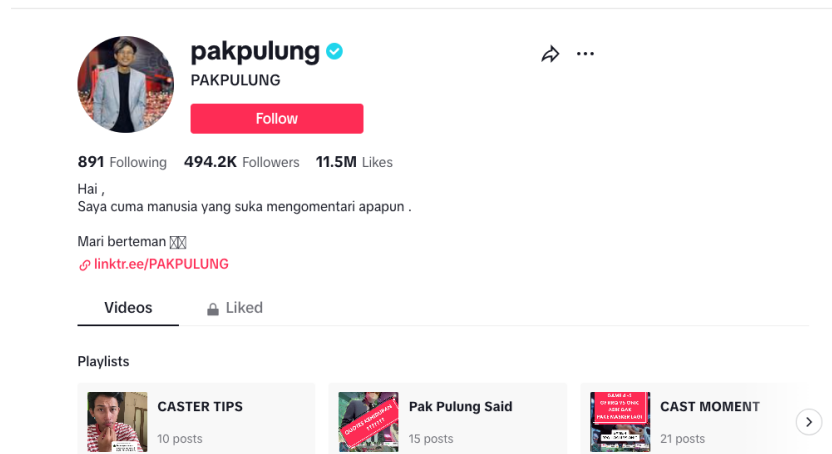 pakpulung
PAKPULUNG
Follow
891 Following 494.2K Followers 11.5M Likes
Hai ,
Saya cuma manusia yang suka mengomentari apapun .
Mari berteman
linktr.ee/PAKPULUNG
Videos Liked
Playlists
CASTER TIPS
10 posts
QUOTES KEHIDUPAN
???????
Pak Pulung Said
15 posts
CAST MOMENT
21 posts